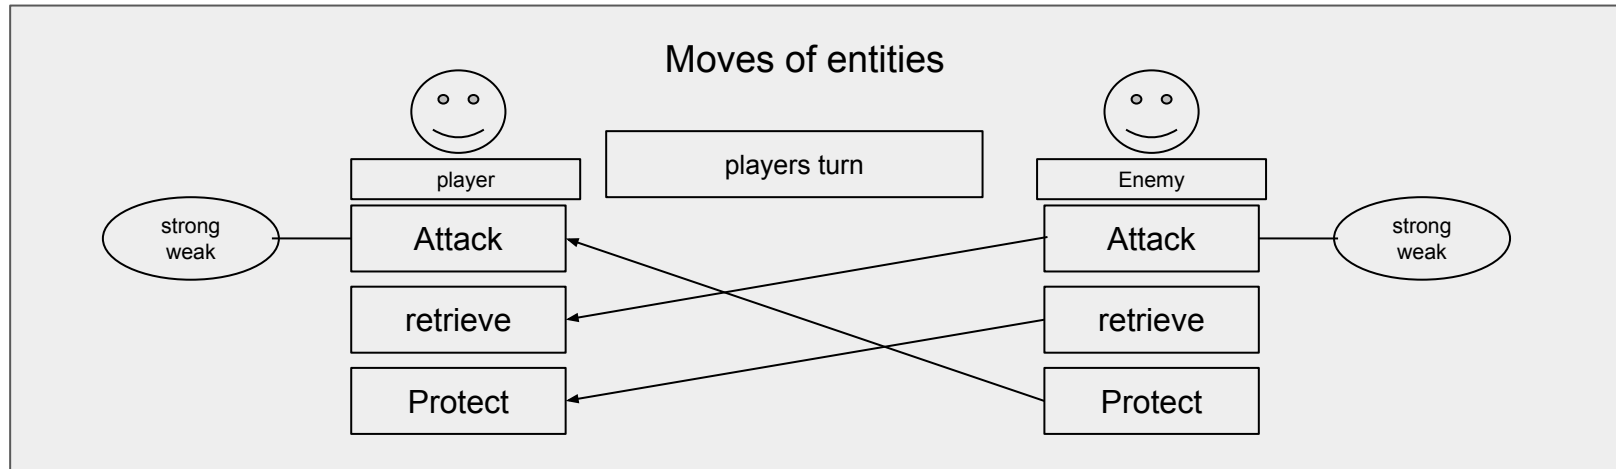 Moves of entities
players turn
player
Enemy
strong
weak
Attack
retrieve
Protect
Attack
retrieve
Protect
strong
weak